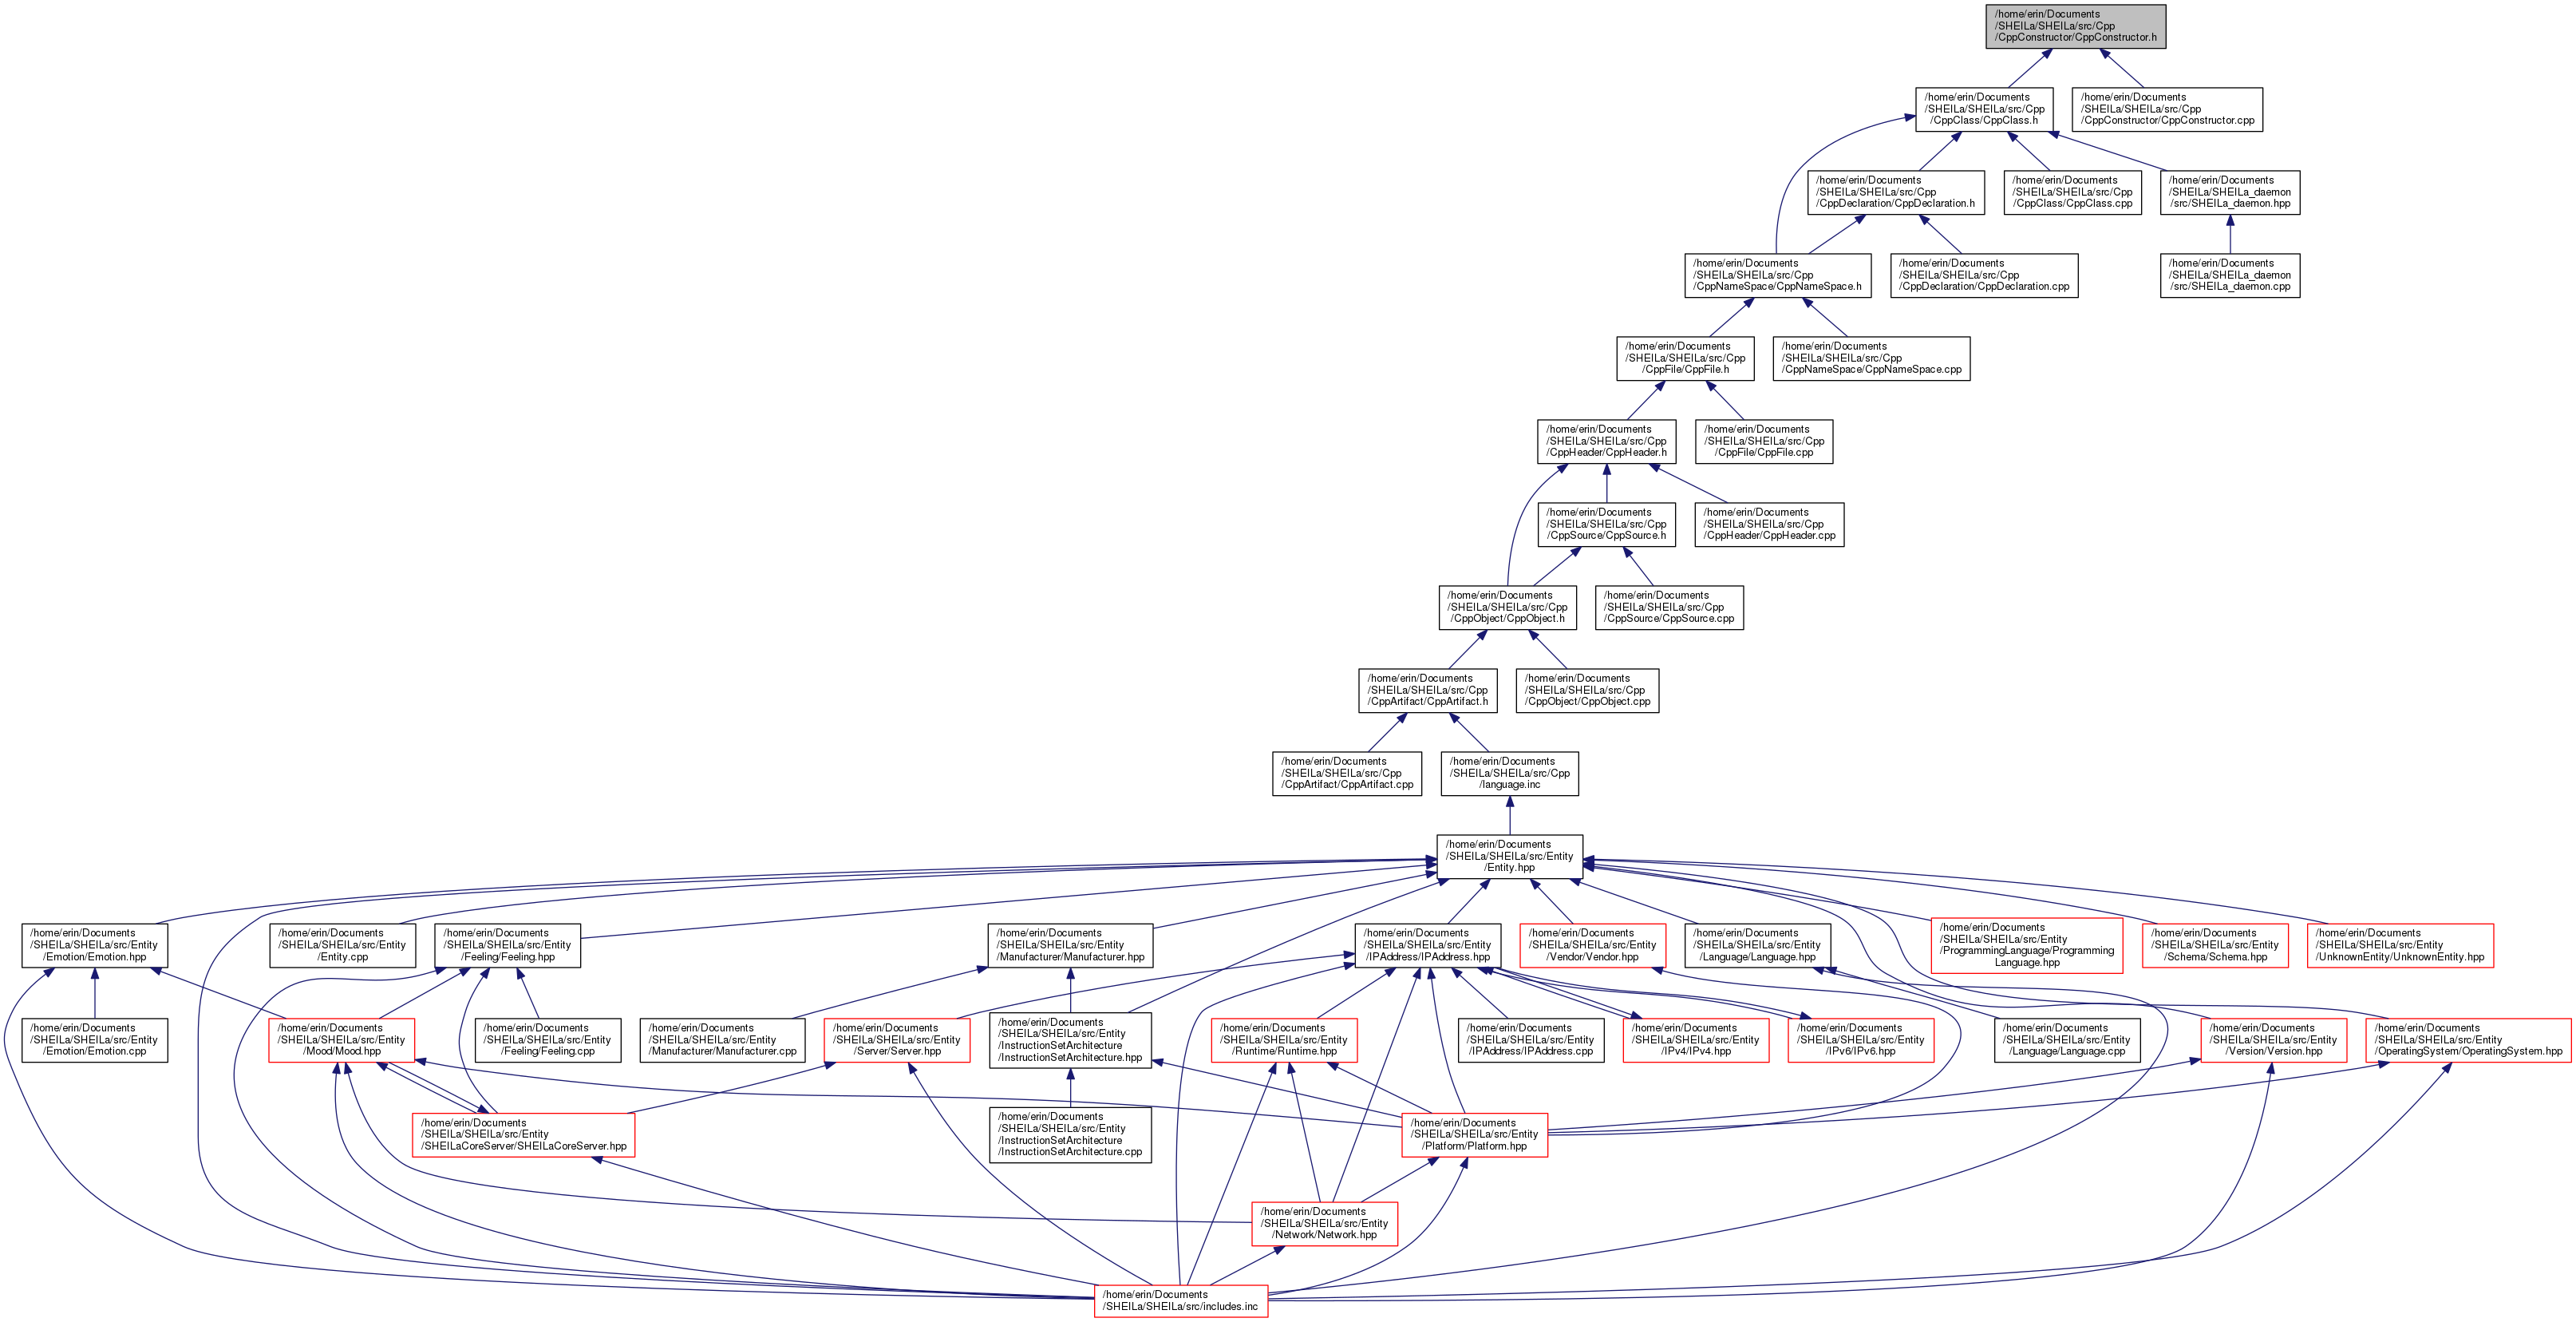 /home/erin/Documents
/SHEILa/SHEILa/src/Cpp
/CppConstructor/CppConstructor.h
/home/erin/Documents
/SHEILa/SHEILa/src/Cpp
/CppClass/CppClass.h
/home/erin/Documents
/SHEILa/SHEILa/src/Cpp
/CppConstructor/CppConstructor.cpp
/home/erin/Documents
/SHEILa/SHEILa/src/Cpp
/CppDeclaration/CppDeclaration.h
/home/erin/Documents
/SHEILa/SHEILa/src/Cpp
/CppClass/CppClass.cpp
/home/erin/Documents
/SHEILa/SHEILa_daemon
/src/SHEILa_daemon.hpp
/home/erin/Documents
/SHEILa/SHEILa/src/Cpp
/CppNameSpace/CppNameSpace.h
/home/erin/Documents
/SHEILa/SHEILa/src/Cpp
/CppDeclaration/CppDeclaration.cpp
/home/erin/Documents
/SHEILa/SHEILa_daemon
/src/SHEILa_daemon.cpp
/home/erin/Documents
/SHEILa/SHEILa/src/Cpp
/CppFile/CppFile.h
/home/erin/Documents
/SHEILa/SHEILa/src/Cpp
/CppNameSpace/CppNameSpace.cpp
/home/erin/Documents
/SHEILa/SHEILa/src/Cpp
/CppHeader/CppHeader.h
/home/erin/Documents
/SHEILa/SHEILa/src/Cpp
/CppFile/CppFile.cpp
/home/erin/Documents
/SHEILa/SHEILa/src/Cpp
/CppSource/CppSource.h
/home/erin/Documents
/SHEILa/SHEILa/src/Cpp
/CppHeader/CppHeader.cpp
/home/erin/Documents
/SHEILa/SHEILa/src/Cpp
/CppObject/CppObject.h
/home/erin/Documents
/SHEILa/SHEILa/src/Cpp
/CppSource/CppSource.cpp
/home/erin/Documents
/SHEILa/SHEILa/src/Cpp
/CppArtifact/CppArtifact.h
/home/erin/Documents
/SHEILa/SHEILa/src/Cpp
/CppObject/CppObject.cpp
/home/erin/Documents
/SHEILa/SHEILa/src/Cpp
/CppArtifact/CppArtifact.cpp
/home/erin/Documents
/SHEILa/SHEILa/src/Cpp
/language.inc
/home/erin/Documents
/SHEILa/SHEILa/src/Entity
/Entity.hpp
/home/erin/Documents
/SHEILa/SHEILa/src/Entity
/Emotion/Emotion.hpp
/home/erin/Documents
/SHEILa/SHEILa/src/Entity
/Entity.cpp
/home/erin/Documents
/SHEILa/SHEILa/src/Entity
/Feeling/Feeling.hpp
/home/erin/Documents
/SHEILa/SHEILa/src/Entity
/Manufacturer/Manufacturer.hpp
/home/erin/Documents
/SHEILa/SHEILa/src/Entity
/IPAddress/IPAddress.hpp
/home/erin/Documents
/SHEILa/SHEILa/src/Entity
/Vendor/Vendor.hpp
/home/erin/Documents
/SHEILa/SHEILa/src/Entity
/Language/Language.hpp
/home/erin/Documents
/SHEILa/SHEILa/src/Entity
/ProgrammingLanguage/Programming
Language.hpp
/home/erin/Documents
/SHEILa/SHEILa/src/Entity
/Schema/Schema.hpp
/home/erin/Documents
/SHEILa/SHEILa/src/Entity
/UnknownEntity/UnknownEntity.hpp
/home/erin/Documents
/SHEILa/SHEILa/src/Entity
/Emotion/Emotion.cpp
/home/erin/Documents
/SHEILa/SHEILa/src/Entity
/Mood/Mood.hpp
/home/erin/Documents
/SHEILa/SHEILa/src/Entity
/Feeling/Feeling.cpp
/home/erin/Documents
/SHEILa/SHEILa/src/Entity
/Manufacturer/Manufacturer.cpp
/home/erin/Documents
/SHEILa/SHEILa/src/Entity
/Server/Server.hpp
/home/erin/Documents
/SHEILa/SHEILa/src/Entity
/InstructionSetArchitecture
/InstructionSetArchitecture.hpp
/home/erin/Documents
/SHEILa/SHEILa/src/Entity
/Runtime/Runtime.hpp
/home/erin/Documents
/SHEILa/SHEILa/src/Entity
/IPAddress/IPAddress.cpp
/home/erin/Documents
/SHEILa/SHEILa/src/Entity
/IPv4/IPv4.hpp
/home/erin/Documents
/SHEILa/SHEILa/src/Entity
/IPv6/IPv6.hpp
/home/erin/Documents
/SHEILa/SHEILa/src/Entity
/Language/Language.cpp
/home/erin/Documents
/SHEILa/SHEILa/src/Entity
/Version/Version.hpp
/home/erin/Documents
/SHEILa/SHEILa/src/Entity
/OperatingSystem/OperatingSystem.hpp
/home/erin/Documents
/SHEILa/SHEILa/src/Entity
/SHEILaCoreServer/SHEILaCoreServer.hpp
/home/erin/Documents
/SHEILa/SHEILa/src/Entity
/InstructionSetArchitecture
/InstructionSetArchitecture.cpp
/home/erin/Documents
/SHEILa/SHEILa/src/Entity
/Platform/Platform.hpp
/home/erin/Documents
/SHEILa/SHEILa/src/Entity
/Network/Network.hpp
/home/erin/Documents
/SHEILa/SHEILa/src/includes.inc